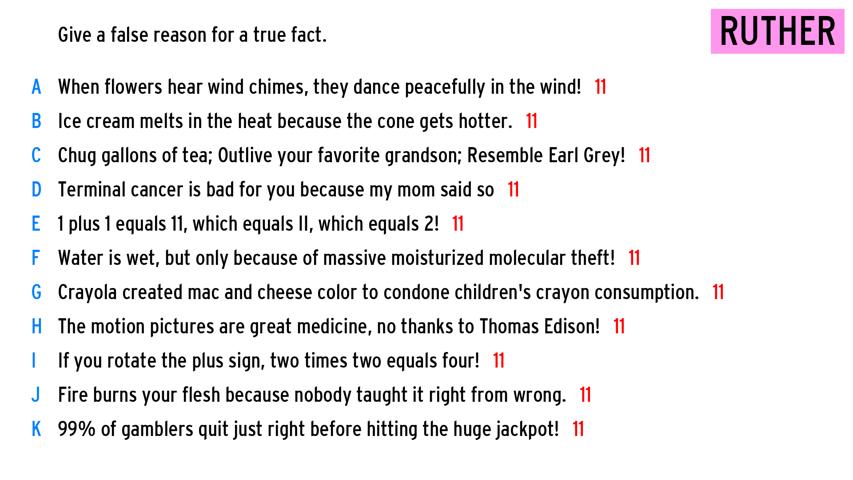 Give a false reason for a true fact.
RUTHER
A When flowers hear wind chimes, they dance peacefully in the wind! 11
B Ice cream melts in the heat because the cone gets hotter. 11
C Chug gallons of tea; Outlive your favorite grandson; Resemble Earl Grey! 11
D Terminal cancer is bad for you because my mom said so 11
E 1 plus 1 equals 11, which equals II, which equals 2! 11
F Water is wet, but only because of massive moisturized molecular theft! 11
G Crayola created mac and cheese color to condone children's crayon consumption. 11
H The motion pictures are great medicine, no thanks to Thomas Edison! 11
I If you rotate the plus sign, two times two equals four! 11
J Fire burns your flesh because nobody taught it right from wrong. 11
K 99% of gamblers quit just right before hitting the huge jackpot! 11